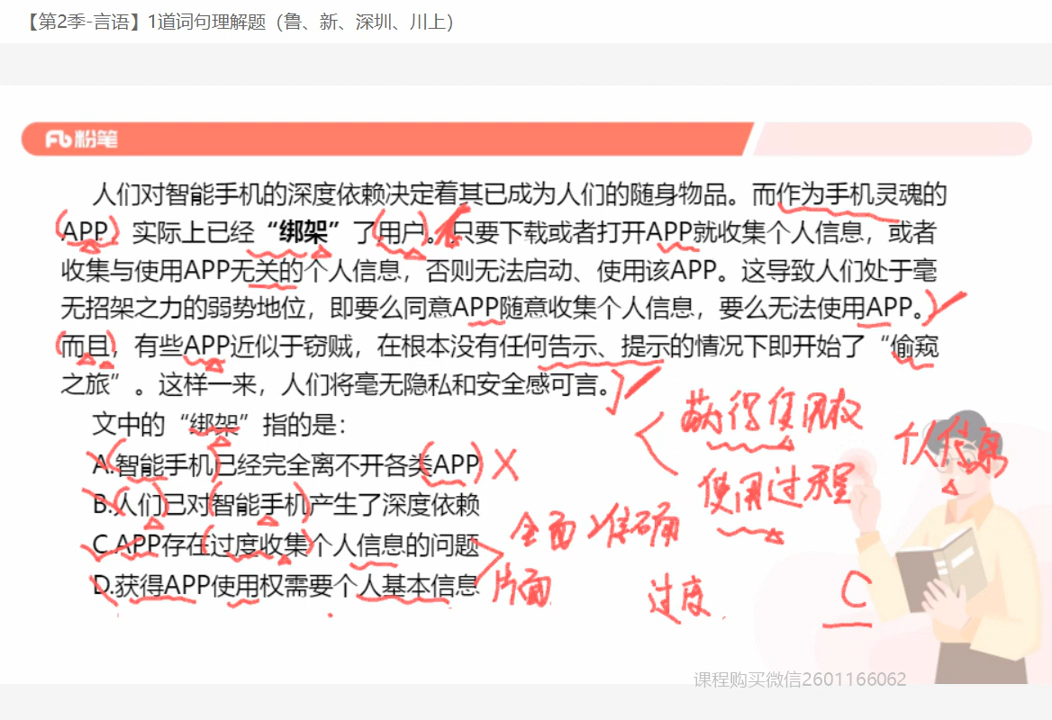 【第2季-言语】1道词句理解题（鲁、新、深圳、川上）
粉笔
人们对智能手机的深度依赖决定着其已成为人们的随身物品。而作为手机灵魂的
APP，实际上已经“绑架”了用户。只要下载或者打开APP就收集个人信息，或者
收集与使用APP无关的个人信息，否则无法启动、使用该APP。这导致人们处于毫
无招架之力的弱势地位，即要么同意APP随意收集个人信息，要么无法使用APP。
而且，有些APP近似于窃贼，在根本没有任何告示、提示的情况下即开始了“偷窥
之旅”。这样一来，人们将毫无隐私和安全感可言。
文中的“绑架”指的是：
A.智能手机已经完全离不开各类APP
B.人们已对智能手机产生了深度依赖
C.APP存在过度收集个人信息的问题
D.获得APP使用权需要个人基本信息
获得使用权
使用过程
个人信息
全面 准确
片面
过度
C
课程购买微信2601166062